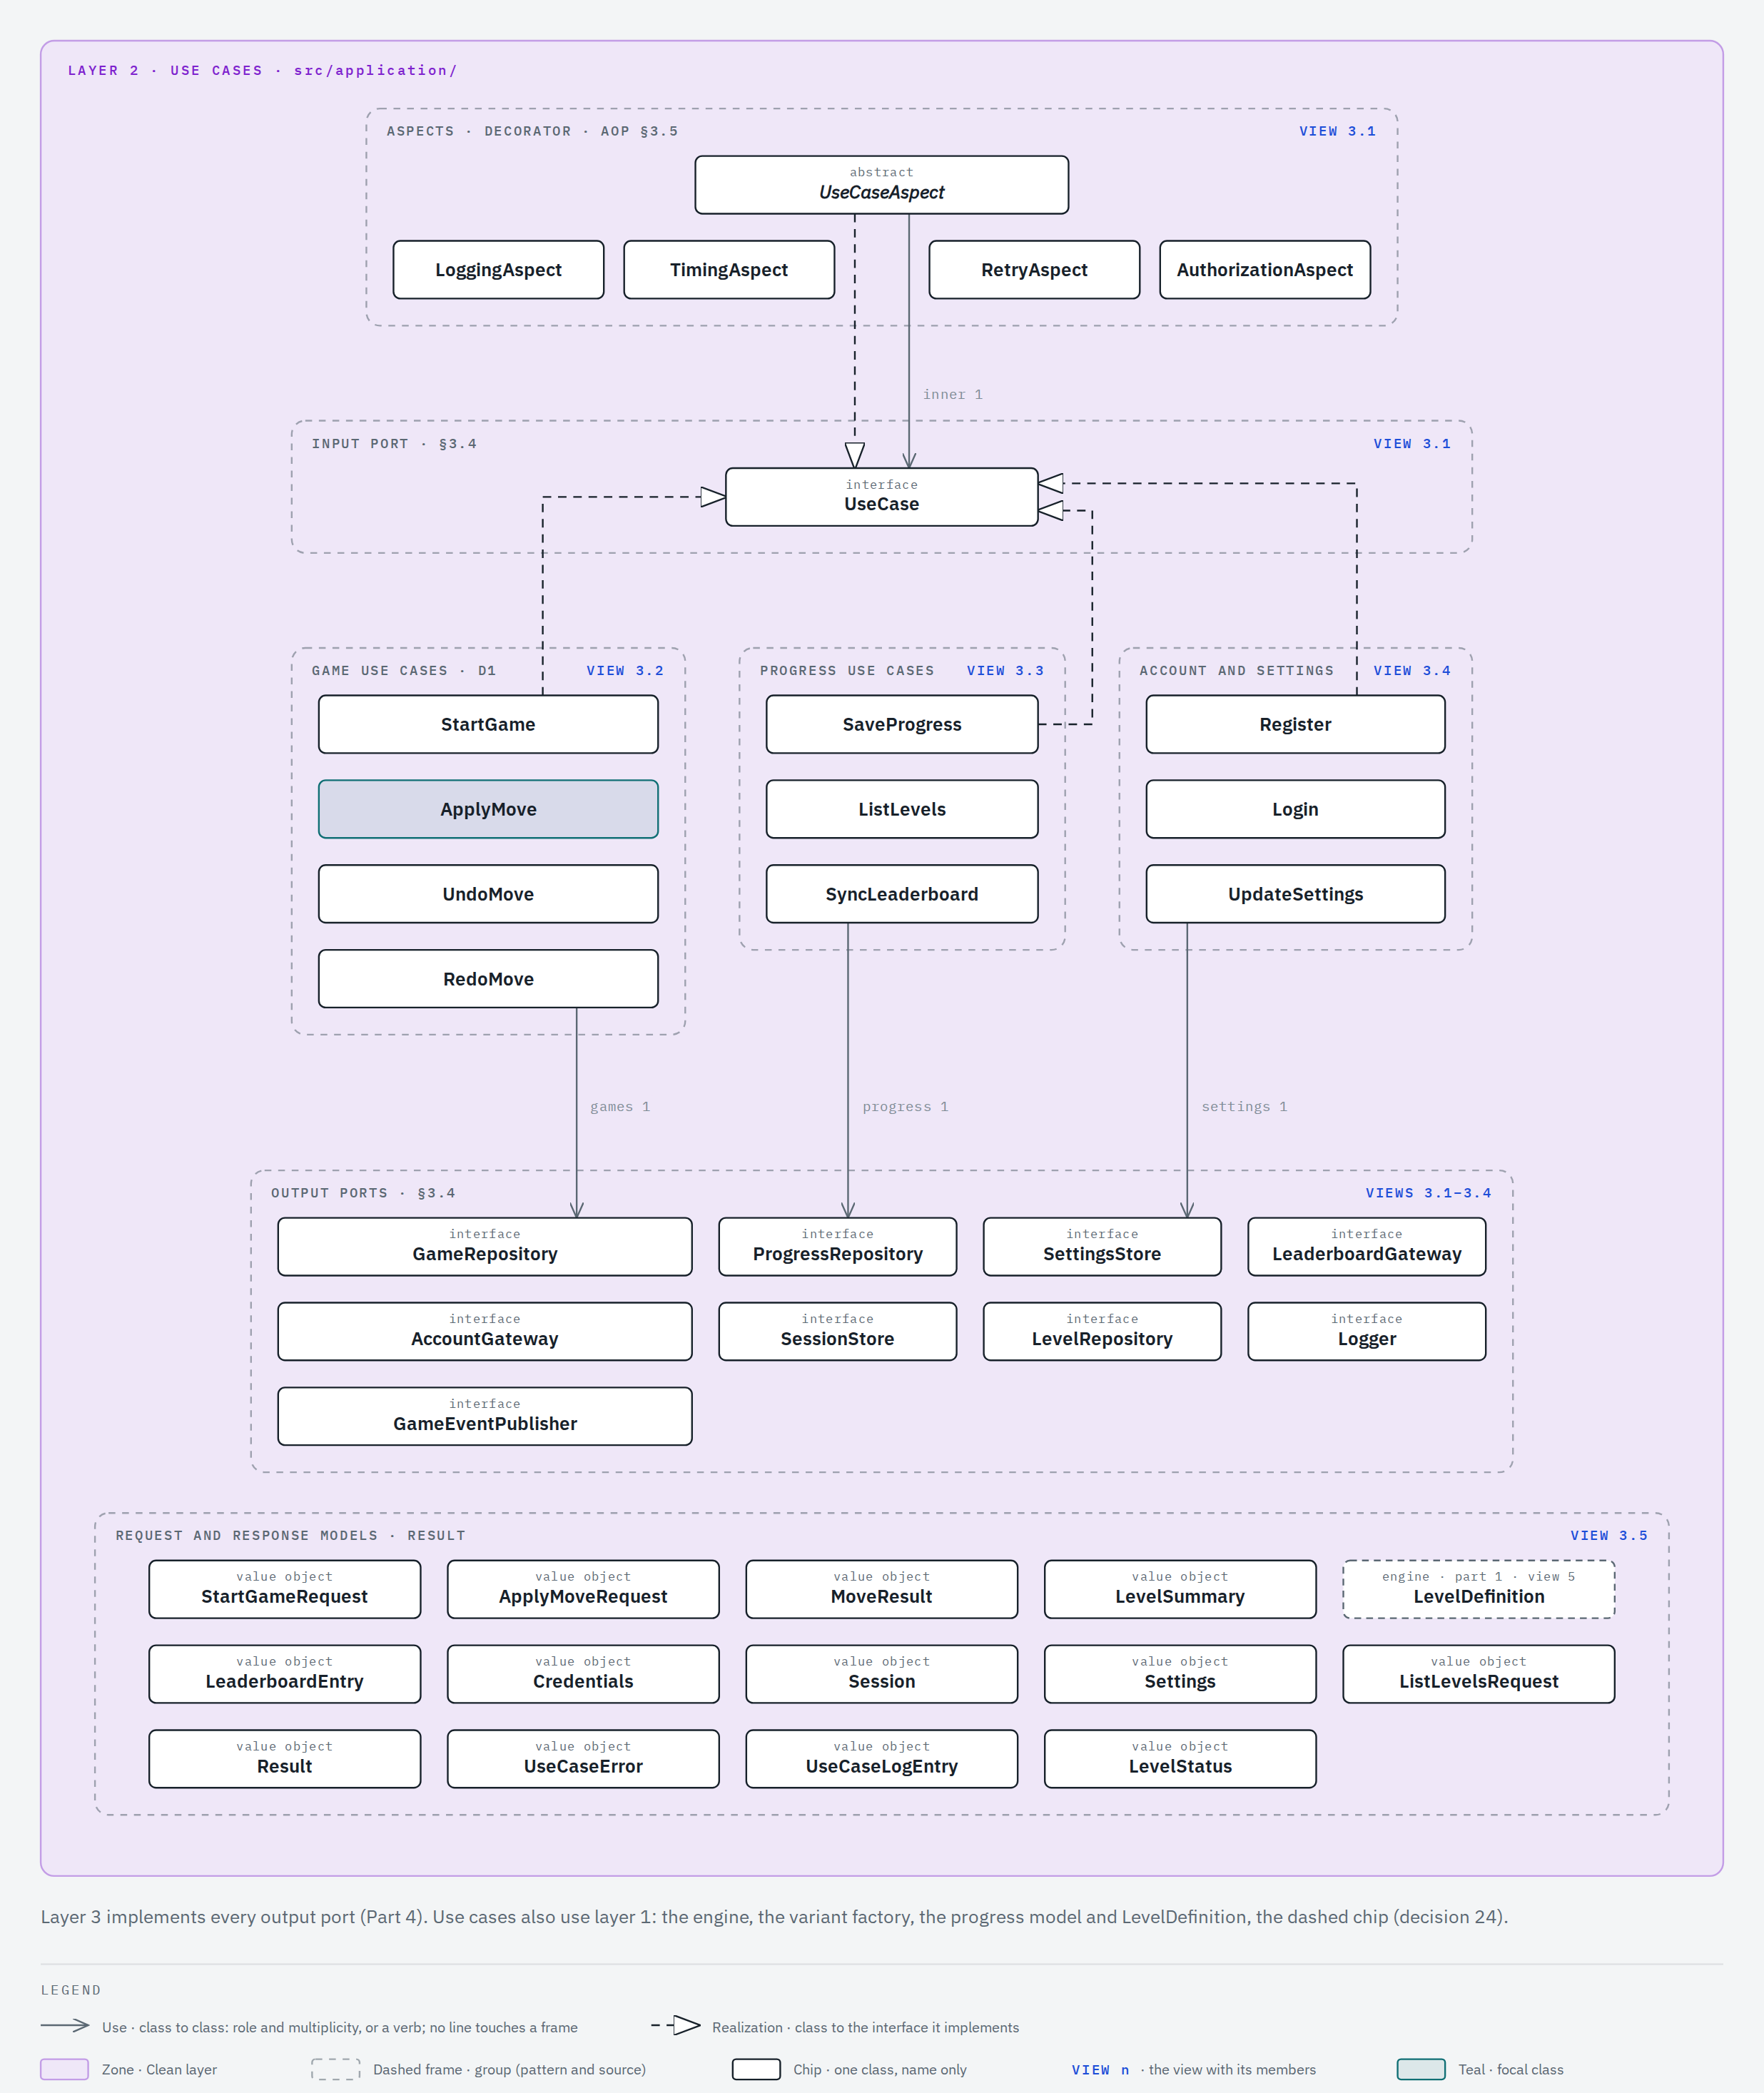 LAYER 2 · USE CASES · src/application/
ASPECTS · DECORATOR · AOP §3.5
VIEW 3.1
abstract
UseCaseAspect
LoggingAspect
TimingAspect
RetryAspect
AuthorizationAspect
inner 1
INPUT PORT · §3.4
VIEW 3.1
interface
UseCase
GAME USE CASES · D1
VIEW 3.2
StartGame
ApplyMove
UndoMove
RedoMove
PROGRESS USE CASES
VIEW 3.3
SaveProgress
ListLevels
SyncLeaderboard
ACCOUNT AND SETTINGS
VIEW 3.4
Register
Login
UpdateSettings
games 1
progress 1
settings 1
OUTPUT PORTS · §3.4
VIEWS 3.1–3.4
interface
GameRepository
interface
ProgressRepository
interface
SettingsStore
interface
LeaderboardGateway
interface
AccountGateway
interface
SessionStore
interface
LevelRepository
interface
Logger
interface
GameEventPublisher
REQUEST AND RESPONSE MODELS · RESULT
VIEW 3.5
value object
StartGameRequest
value object
ApplyMoveRequest
value object
MoveResult
value object
LevelSummary
engine · part 1 · view 5
LevelDefinition
value object
LeaderboardEntry
value object
Credentials
value object
Session
value object
Settings
value object
ListLevelsRequest
value object
Result
value object
UseCaseError
value object
UseCaseLogEntry
value object
LevelStatus
Layer 3 implements every output port (Part 4). Use cases also use layer 1: the engine, the variant factory, the progress model and LevelDefinition, the dashed chip (decision 24).
LEGEND
Use · class to class: role and multiplicity, or a verb; no line touches a frame
Realization · class to the interface it implements
Zone · Clean layer
Dashed frame · group (pattern and source)
Chip · one class, name only
VIEW n · the view with its members
Teal · focal class